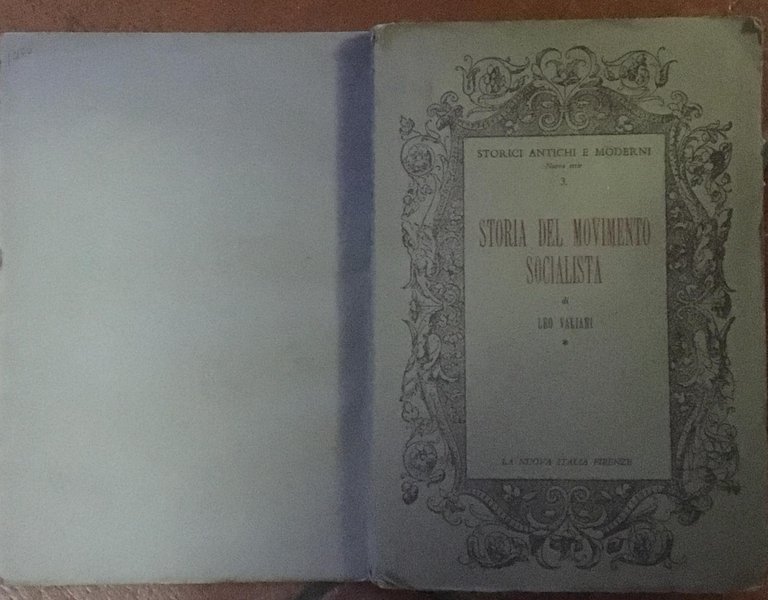 STORICI ANTICHI E MODERNI
Nuova serie
3.
STORIA DEL MOVIMENTO
SOCIALISTA
di
LEO VALIANI
*
LA NUOVA ITALIA FIRENZE